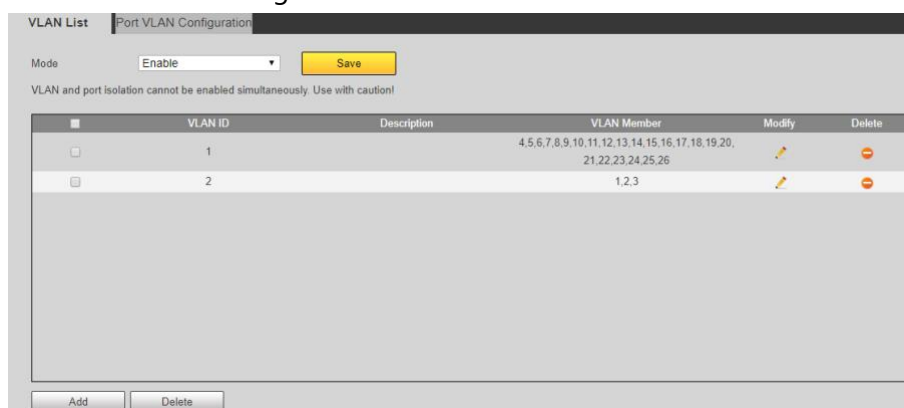 VLAN List Port VLAN Configuration
Mode Enable Save
VLAN and port isolation cannot be enabled simultaneously. Use with caution!
VLAN ID Description VLAN Member Modify Delete
1 4,5,6,7,8,9,10,11,12,13,14,15,16,17,18,19,20,
21,22,23,24,25,26
2 1,2,3
Add Delete